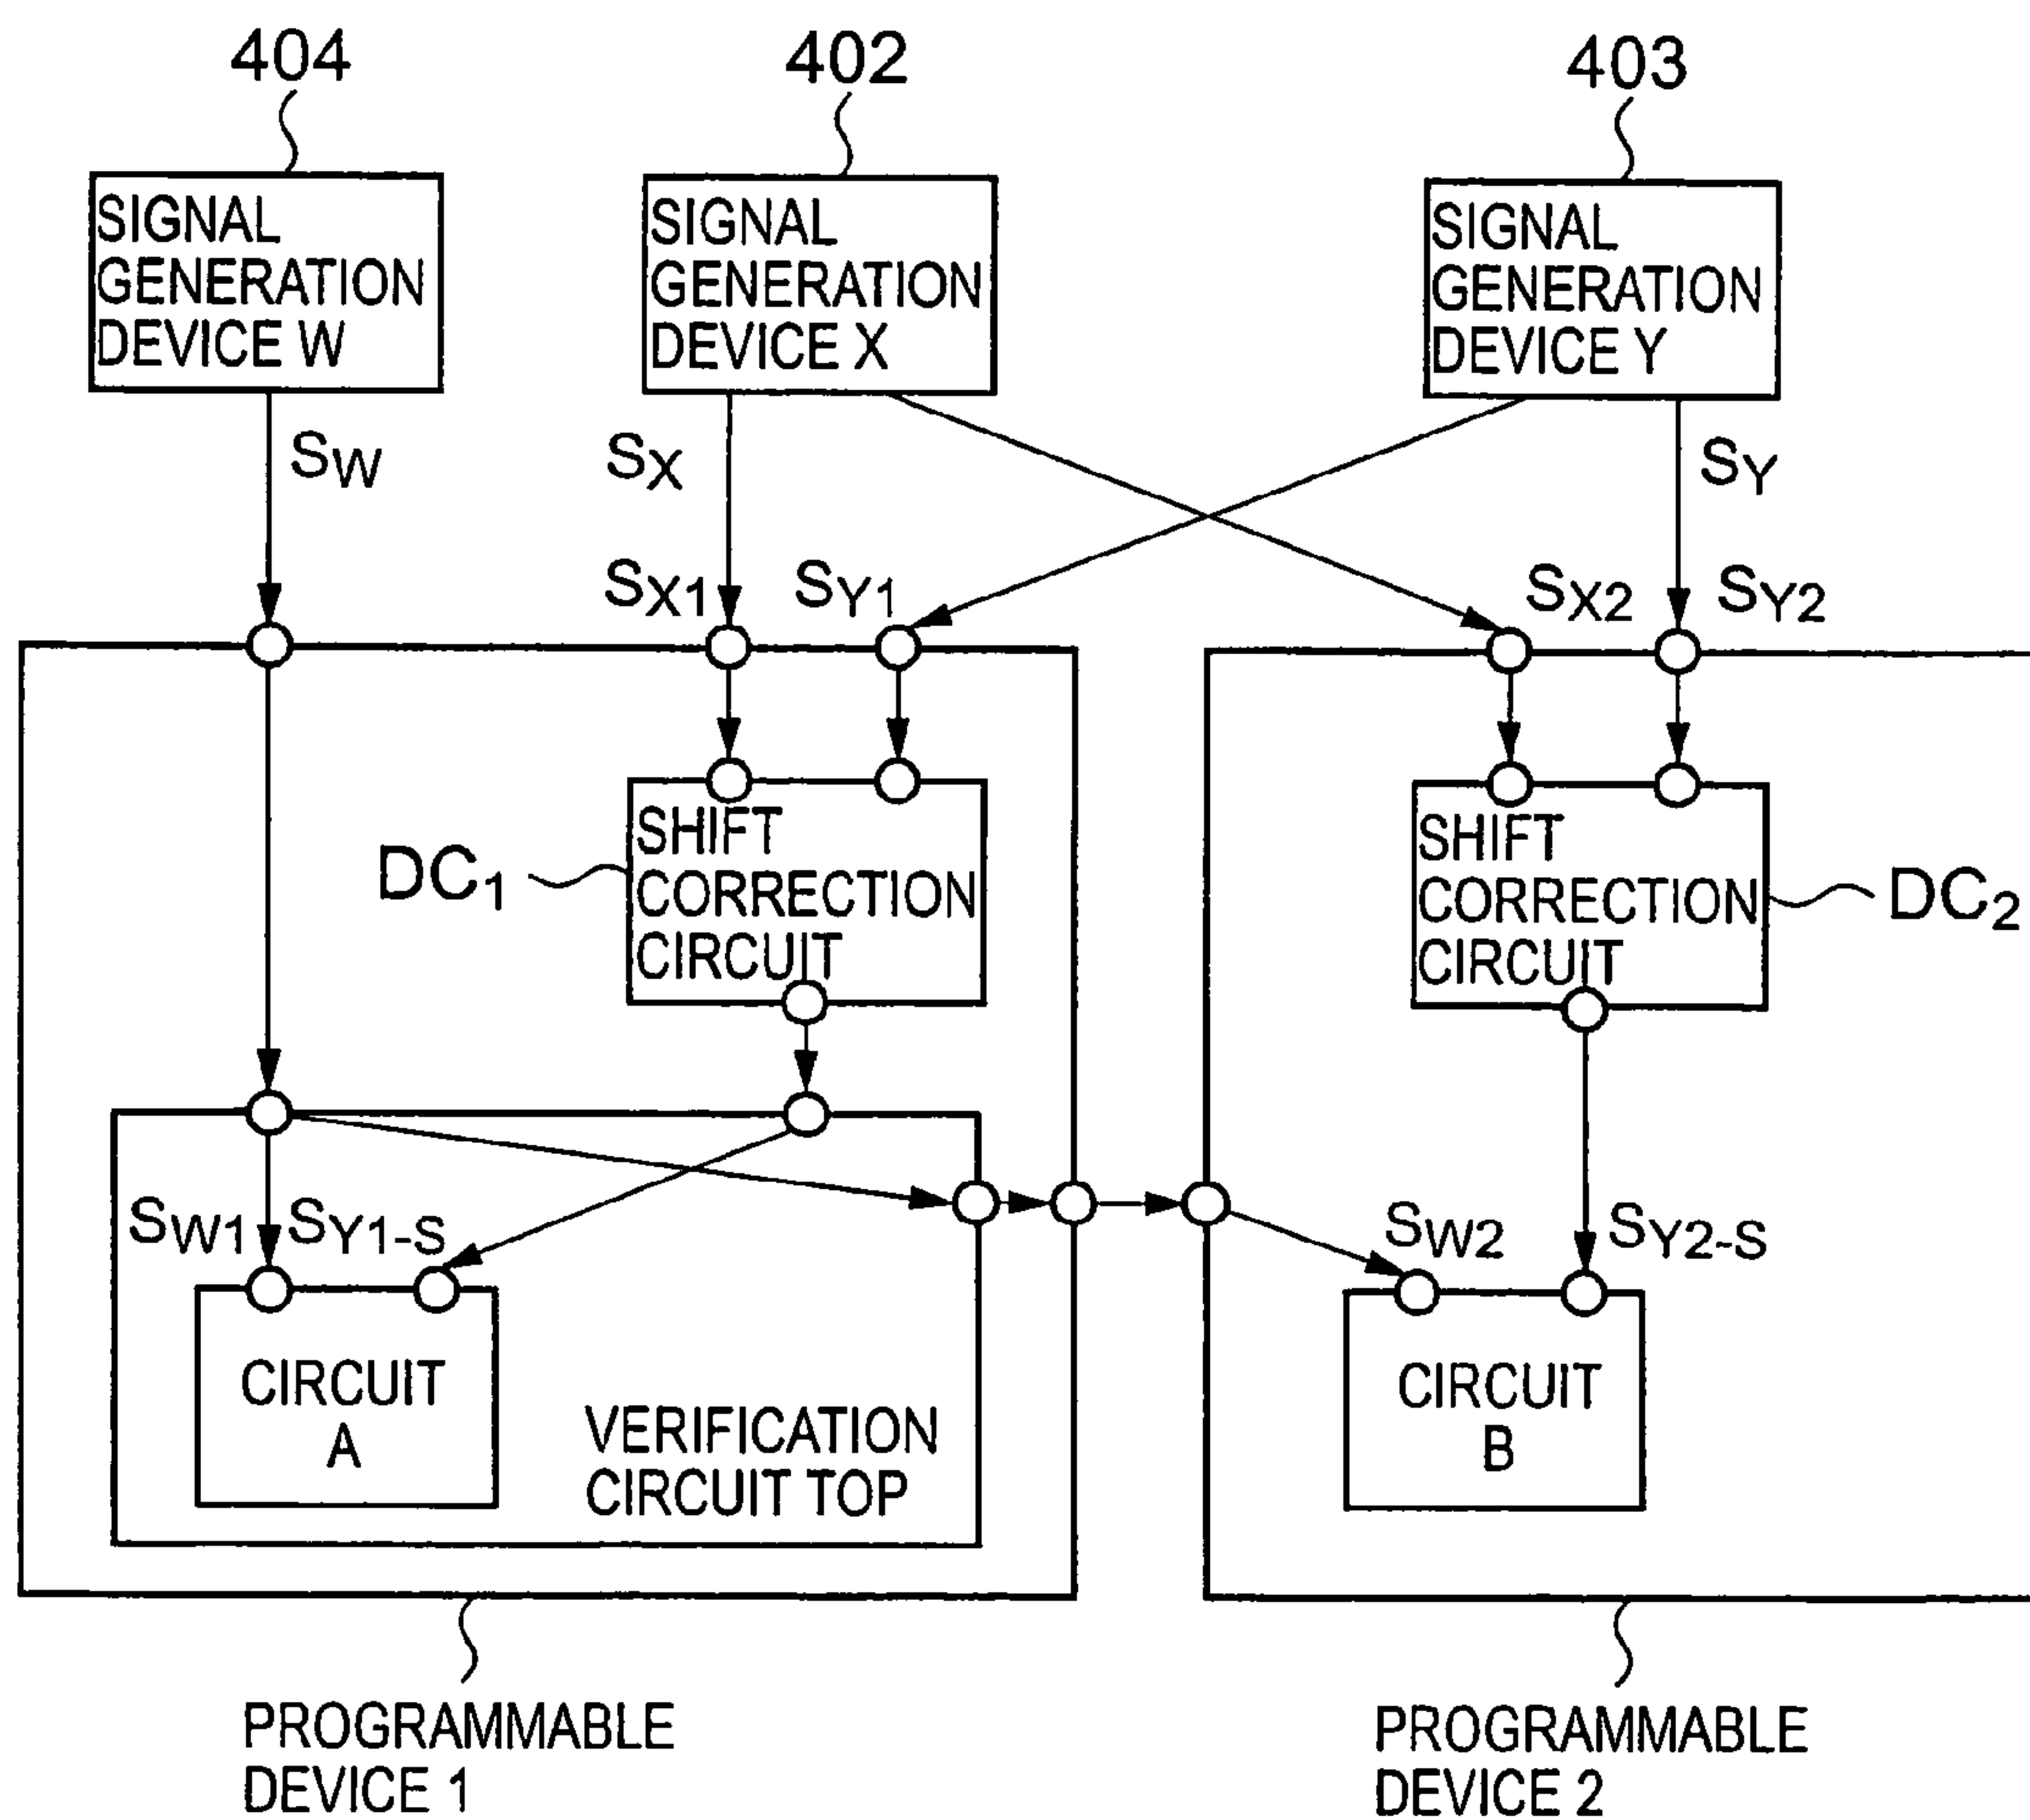 404
402
403
SIGNAL
GENERATION
DEVICE W
SIGNAL
GENERATION
DEVICE X
SIGNAL
GENERATION
DEVICE Y
SW
SX
SY
SX1
SY1
SX2
SY2
SHIFT
CORRECTION
CIRCUIT
DC1
SHIFT
CORRECTION
CIRCUIT
DC2
SW1
SY1-S
SW2
SY2-S
CIRCUIT
A
VERIFICATION
CIRCUIT TOP
CIRCUIT
B
PROGRAMMABLE
DEVICE 1
PROGRAMMABLE
DEVICE 2